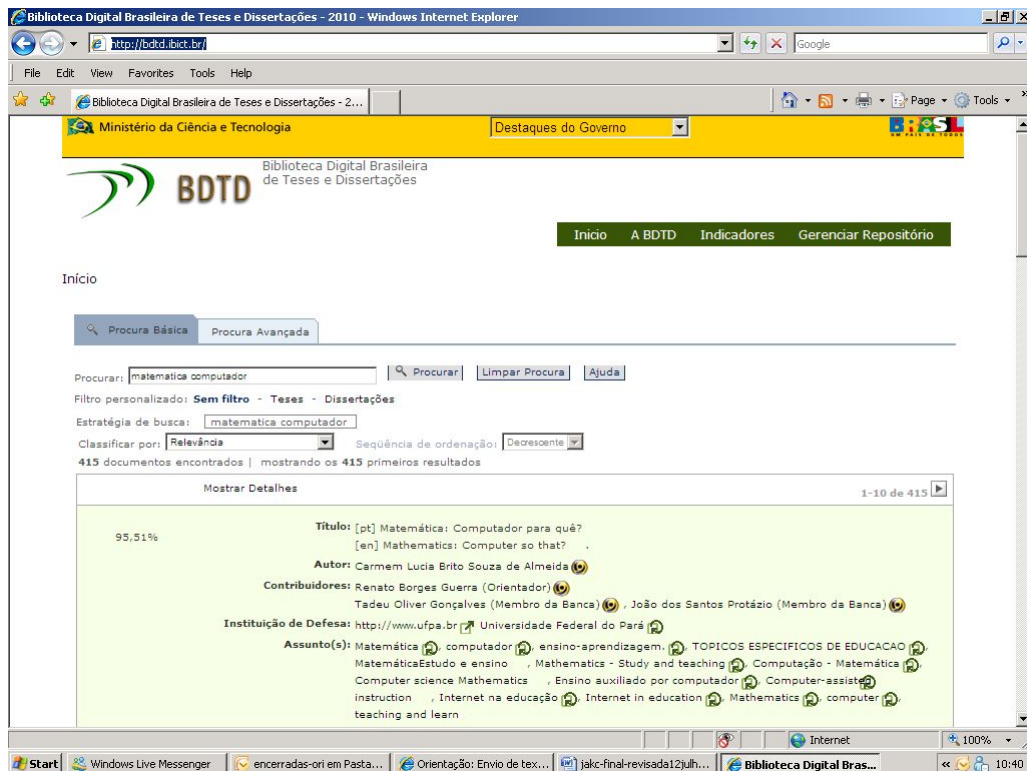 Biblioteca Digital Brasileira de Teses e Dissertações - 2010 - Windows Internet Explorer
http://bdtd.ibict.br/
Google
File Edit View Favorites Tools Help
Biblioteca Digital Brasileira de Teses e Dissertações - 2...
Page Tools
Ministério da Ciência e Tecnologia
Destaques do Governo
BRASIL
UM PAÍS DE TODOS
BDTD
Biblioteca Digital Brasileira
de Teses e Dissertações
Inicio A BDTD Indicadores Gerenciar Repositório
Início
Procura Básica Procura Avançada
Procurar: matematica computador Procurar Limpar Procura Ajuda
Filtro personalizado: Sem filtro - Teses - Dissertações
Estratégia de busca: matematica computador
Classificar por: Relevância Seqüência de ordenação: Decrescente
415 documentos encontrados | mostrando os 415 primeiros resultados
Mostrar Detalhes 1-10 de 415
95,51%
Título: [pt] Matemática: Computador para quê?
[en] Mathematics: Computer so that? .
Autor: Carmem Lucia Brito Souza de Almeida
Contribuidores: Renato Borges Guerra (Orientador)
Tadeu Oliver Gonçalves (Membro da Banca) , João dos Santos Protázio (Membro da Banca)
Instituição de Defesa: http://www.ufpa.br Universidade Federal do Pará
Assunto(s): Matemática , computador , ensino-aprendizagem. , TOPICOS ESPECIFICOS DE EDUCACAO ,
MatemáticaEstudo e ensino , Mathematics - Study and teaching , Computação - Matemática ,
Computer science Mathematics , Ensino auxiliado por computador , Computer-assisted
instruction , Internet na educação , Internet in education , Mathematics , computer ,
teaching and learn
Internet 100%
Start Windows Live Messenger encerradas-ori em Pasta... Orientação: Envio de tex... jakc-final-revisada12julh... Biblioteca Digital Bras... 10:40